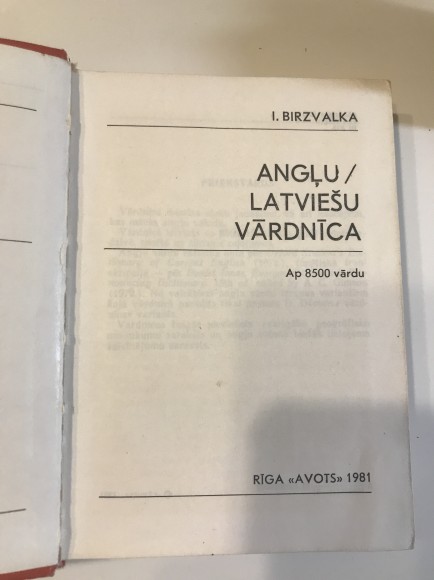 I. BIRZVALKA
ANGĻU/
LATVIEŠU
VĀRDNĪCA
Ap 8500 vārdu
RĪGA «AVOTS» 1981